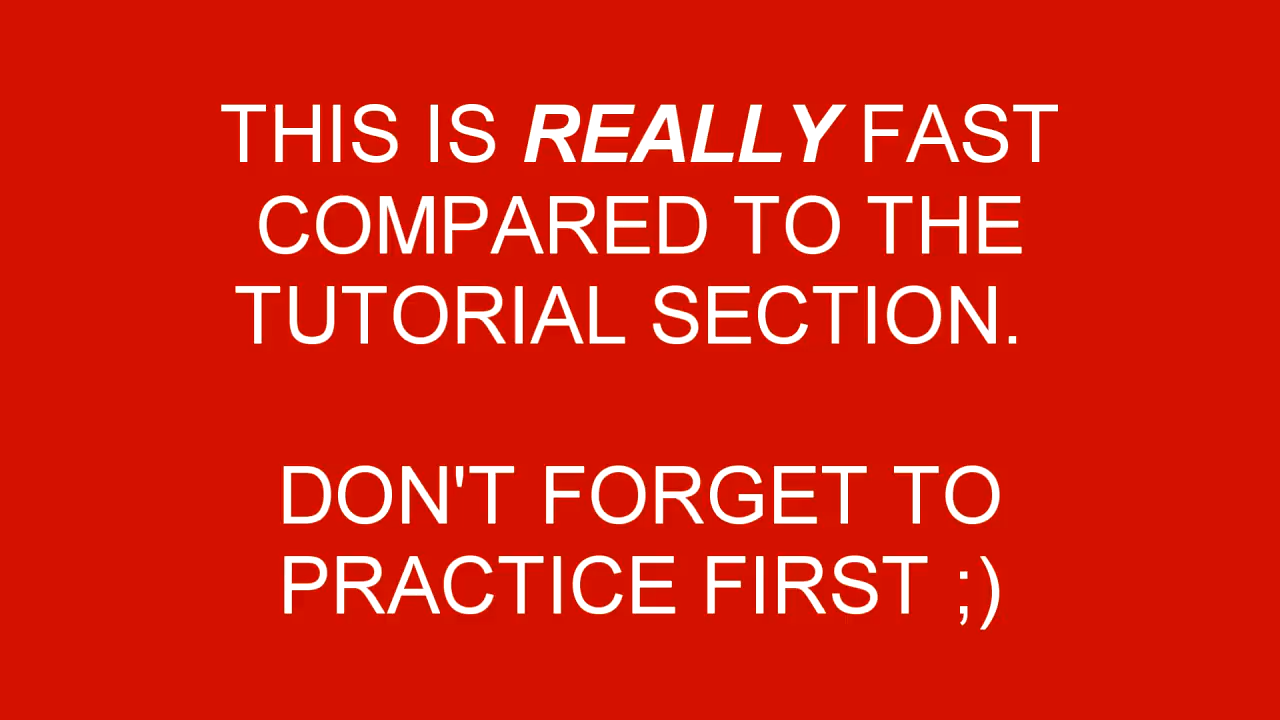 THIS IS REALLY FAST
COMPARED TO THE
TUTORIAL SECTION.
DON'T FORGET TO
PRACTICE FIRST ;)